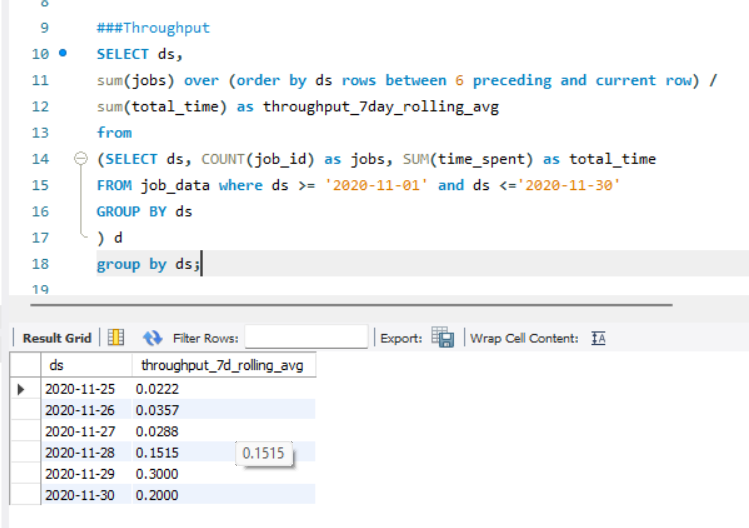 8
9 ###Throughput
10 SELECT ds,
11 sum(jobs) over (order by ds rows between 6 preceding and current row) /
12 sum(total_time) as throughput_7day_rolling_avg
13 from
14 (SELECT ds, COUNT(job_id) as jobs, SUM(time_spent) as total_time
15 FROM job_data where ds >= '2020-11-01' and ds <='2020-11-30'
16 GROUP BY ds
17 ) d
18 group by ds;
19
Result Grid Filter Rows: Export: Wrap Cell Content: IA
ds throughput_7d_rolling_avg
2020-11-25 0.0222
2020-11-26 0.0357
2020-11-27 0.0288
2020-11-28 0.1515 0.1515
2020-11-29 0.3000
2020-11-30 0.2000